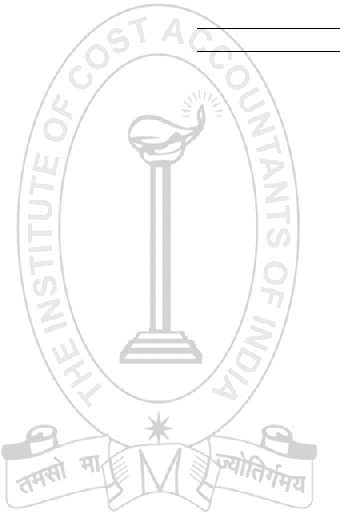 THE INSTITUTE OF COST ACCOUNTANTS OF INDIA
तमसो मा ज्योतिर्गमय